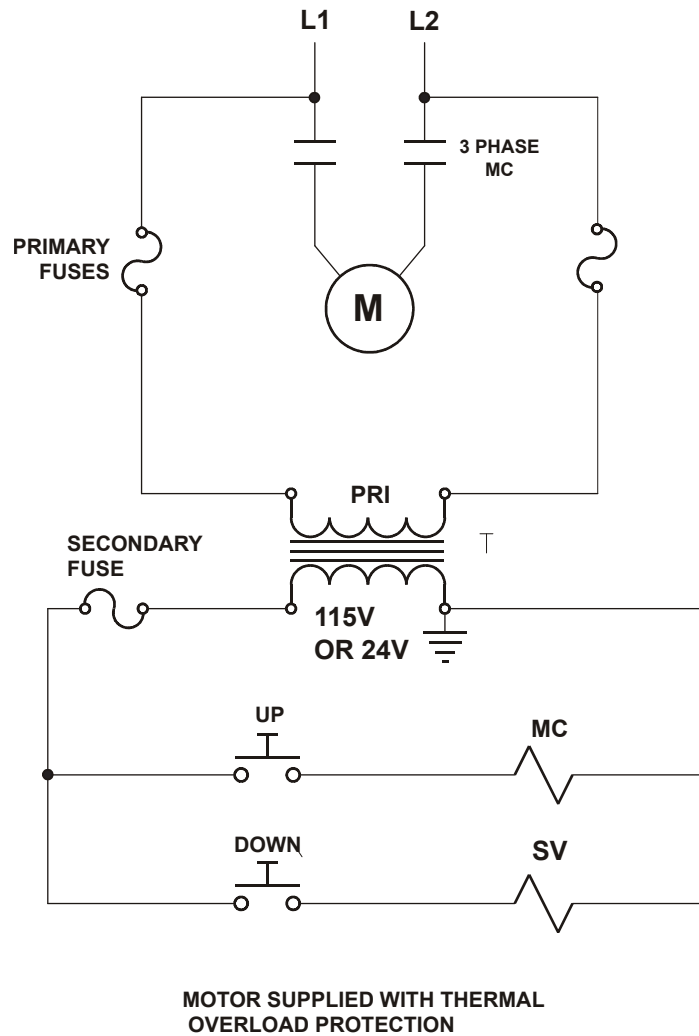 L1
L2
3 PHASE
MC
PRIMARY
FUSES
M
PRI
SECONDARY
FUSE
T
115V
OR 24V
UP
MC
DOWN
SV
MOTOR SUPPLIED WITH THERMAL
OVERLOAD PROTECTION